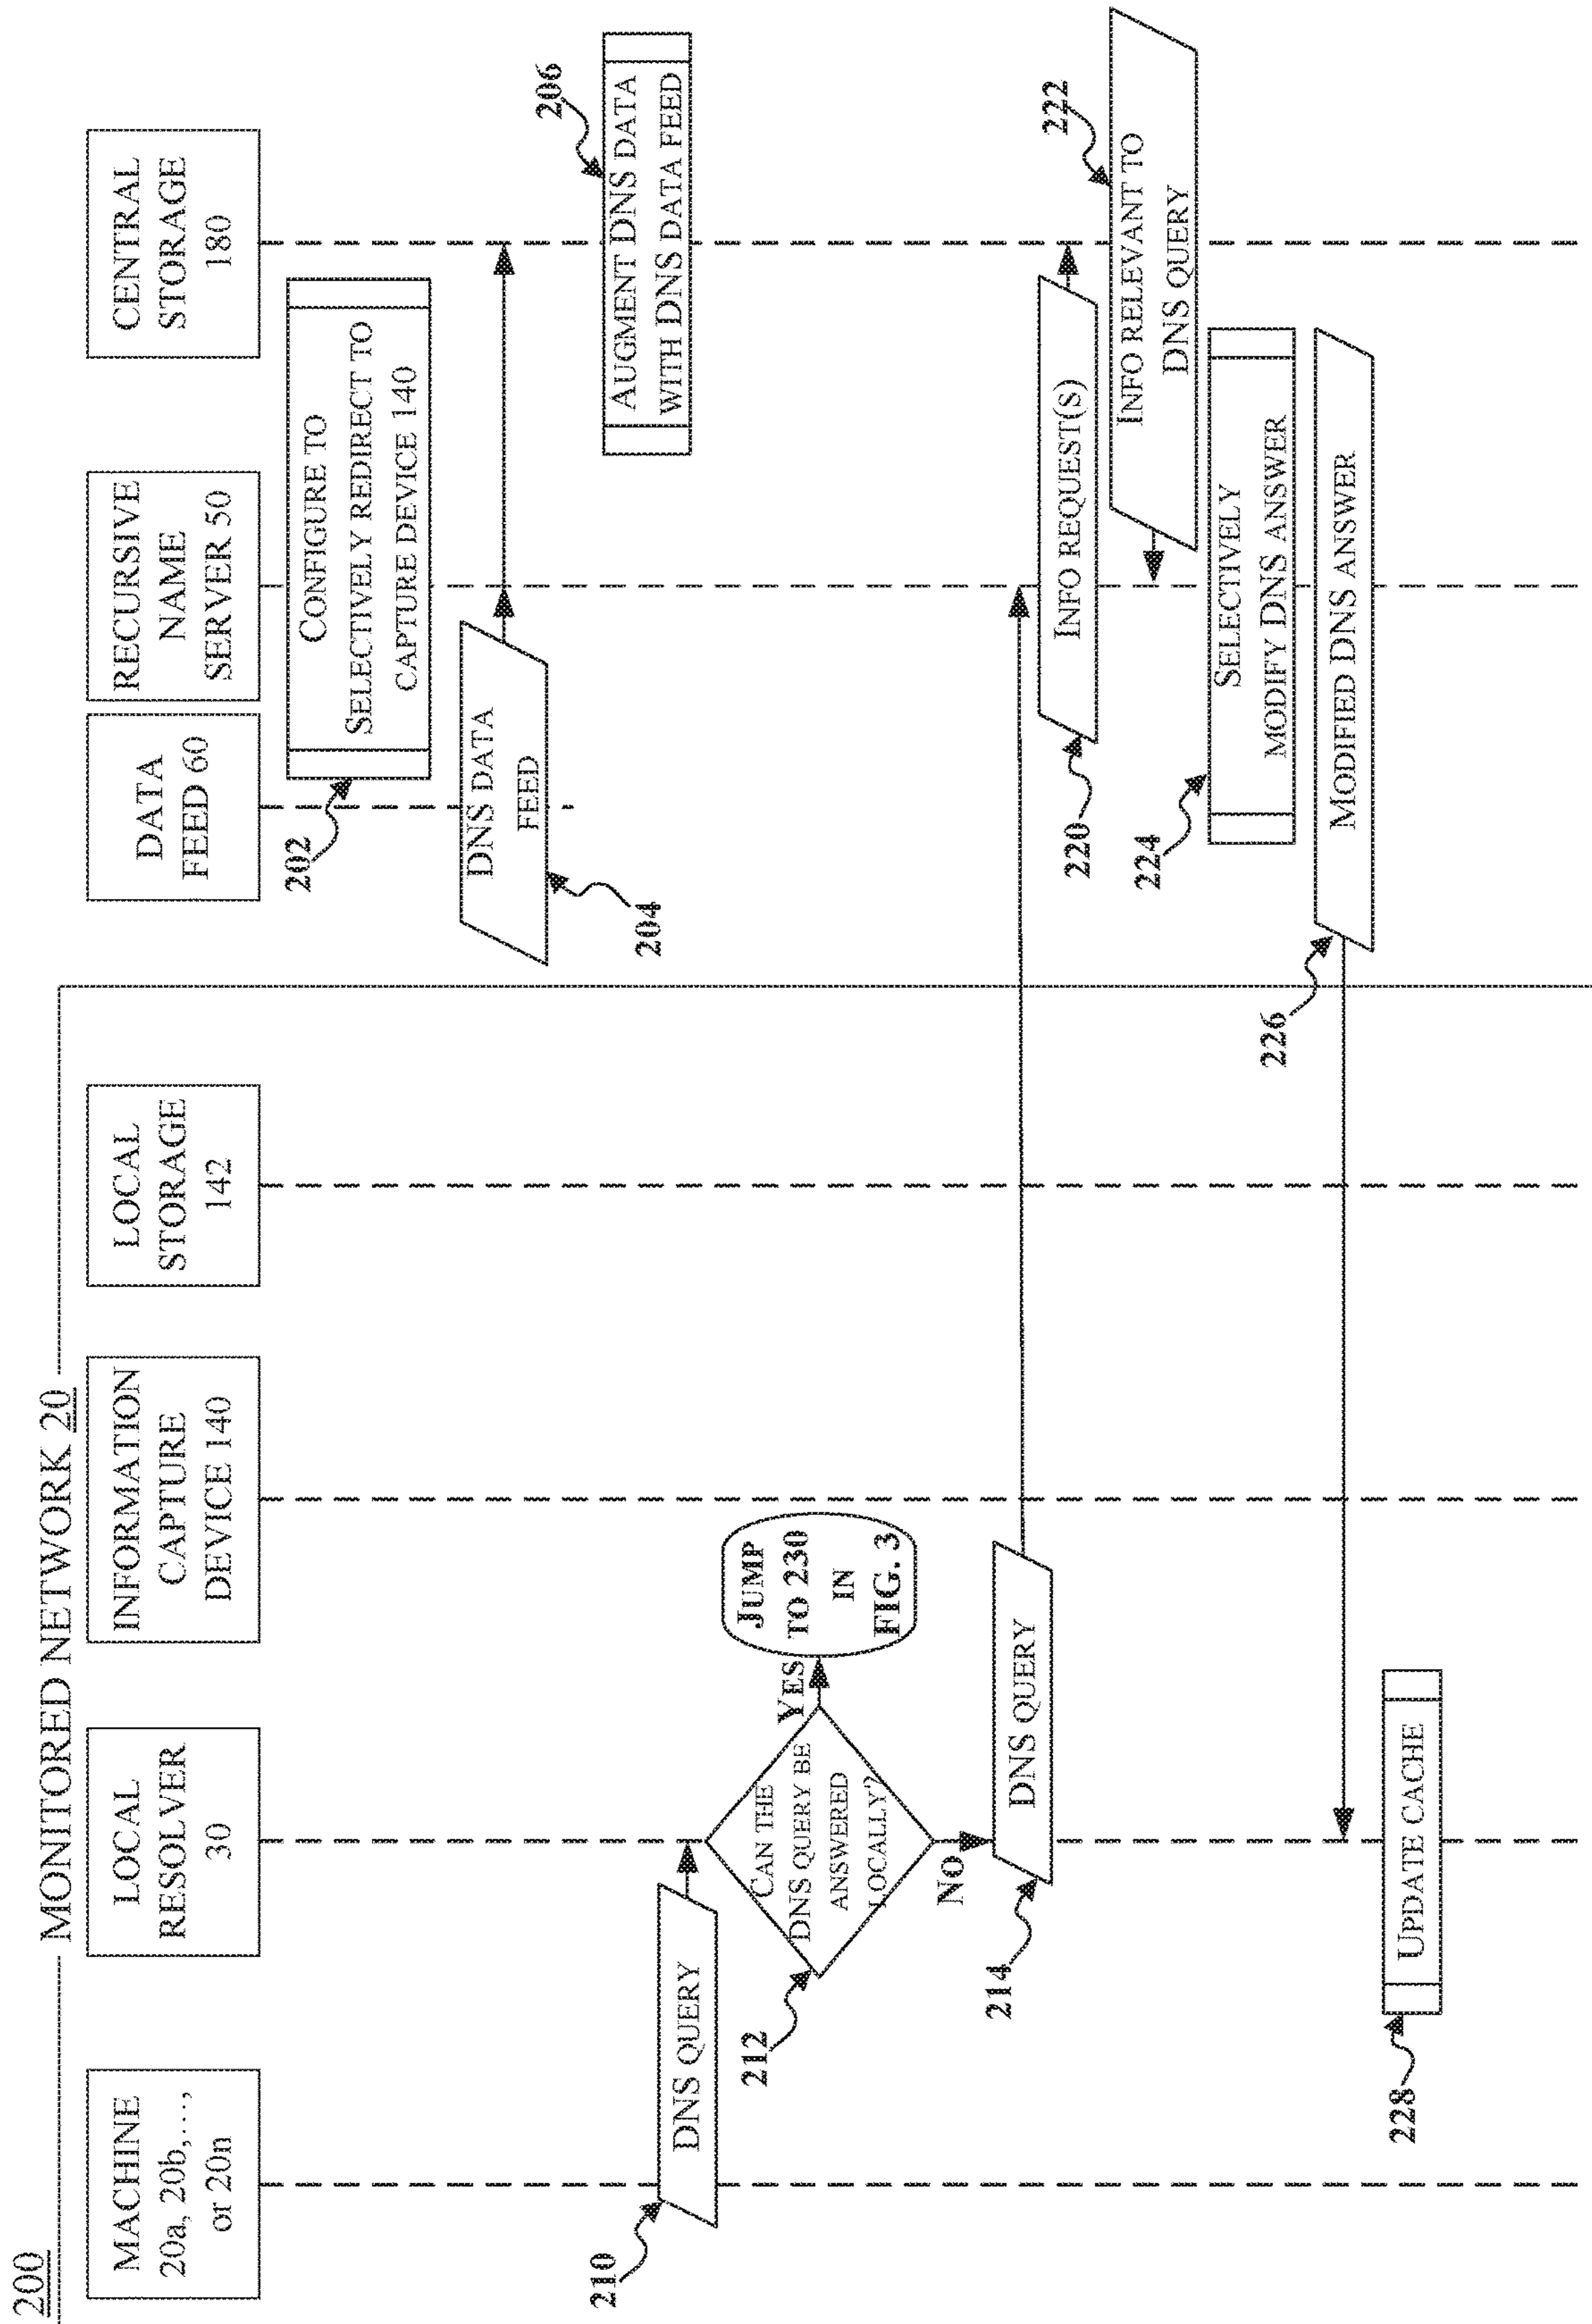 200
MONITORED NETWORK 20
MACHINE
20a, 20b,...,
or 20n
LOCAL
RESOLVER
30
INFORMATION
CAPTURE
DEVICE 140
LOCAL
STORAGE
142
DATA
FEED 60
RECURSIVE
NAME
SERVER 50
CENTRAL
STORAGE
180
202
CONFIGURE TO
SELECTIVELY REDIRECT TO
CAPTURE DEVICE 140
DNS DATA
FEED
204
206
AUGMENT DNS DATA
WITH DNS DATA FEED
210
DNS QUERY
212
CAN THE
DNS QUERY BE
ANSWERED
LOCALLY?
YES
JUMP
TO 230
IN
FIG. 3
NO
214
DNS QUERY
220
INFO REQUEST(S)
222
INFO RELEVANT TO
DNS QUERY
224
SELECTIVELY
MODIFY DNS ANSWER
226
MODIFIED DNS ANSWER
228
UPDATE CACHE